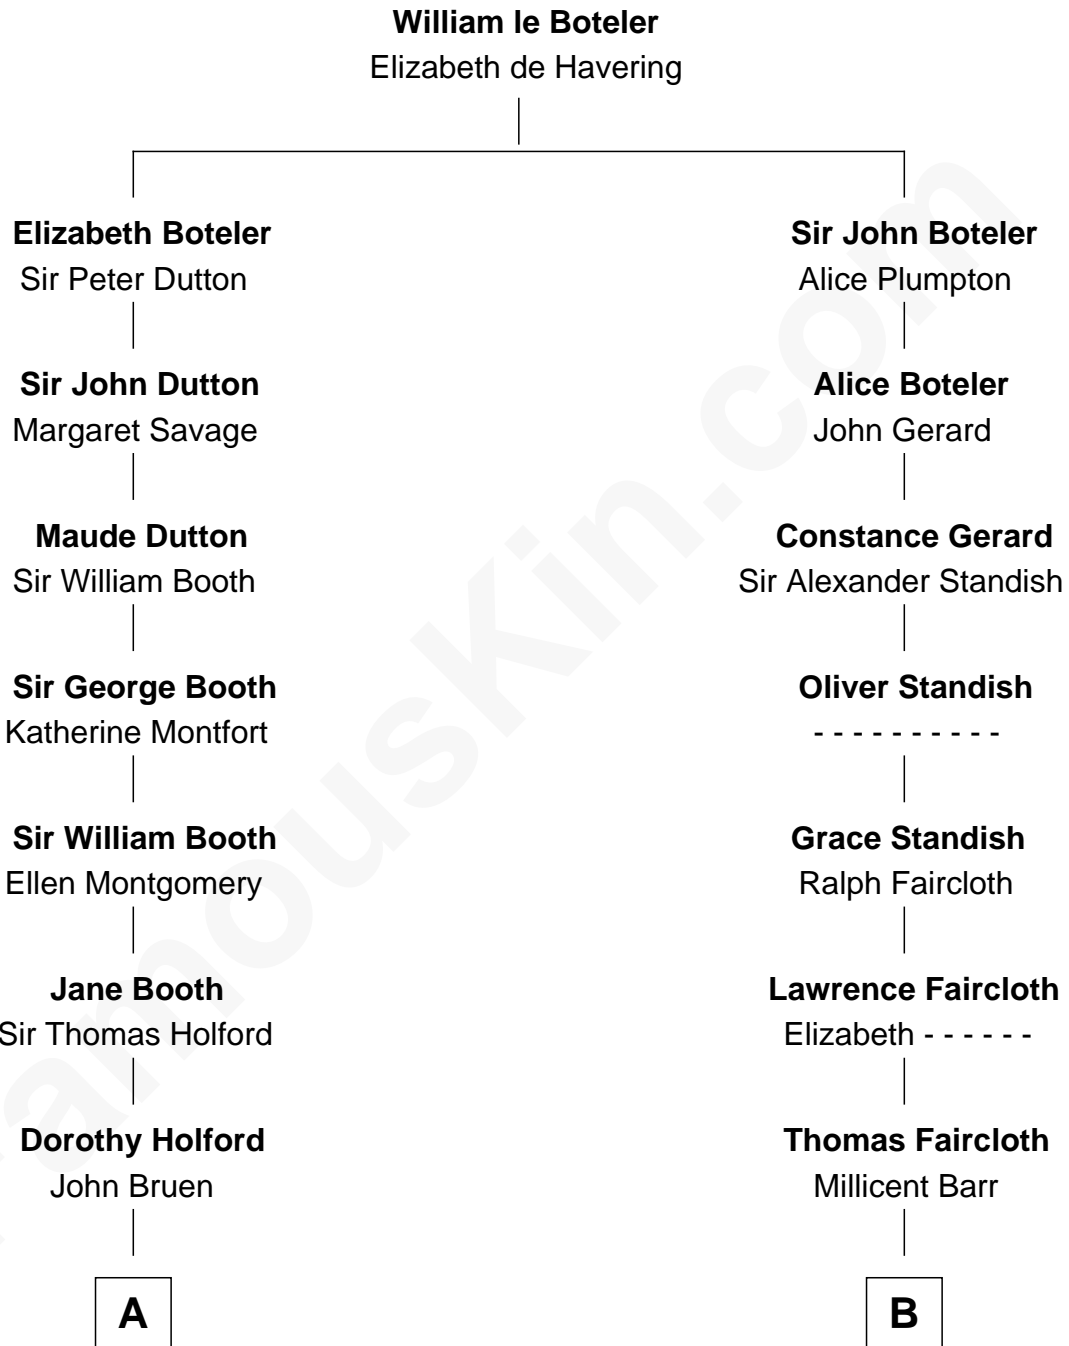 William le Boteler
Elizabeth de Havering
Elizabeth Boteler
Sir Peter Dutton
Sir John Dutton
Margaret Savage
Maude Dutton
Sir William Booth
Sir George Booth
Katherine Montfort
Sir William Booth
Ellen Montgomery
Jane Booth
Sir Thomas Holford
Dorothy Holford
John Bruen
A
Sir John Boteler
Alice Plumpton
Alice Boteler
John Gerard
Constance Gerard
Sir Alexander Standish
Oliver Standish
- - - - - - - - - -
Grace Standish
Ralph Faircloth
Lawrence Faircloth
Elizabeth - - - - - -
Thomas Faircloth
Millicent Barr
B
FamousKin.com